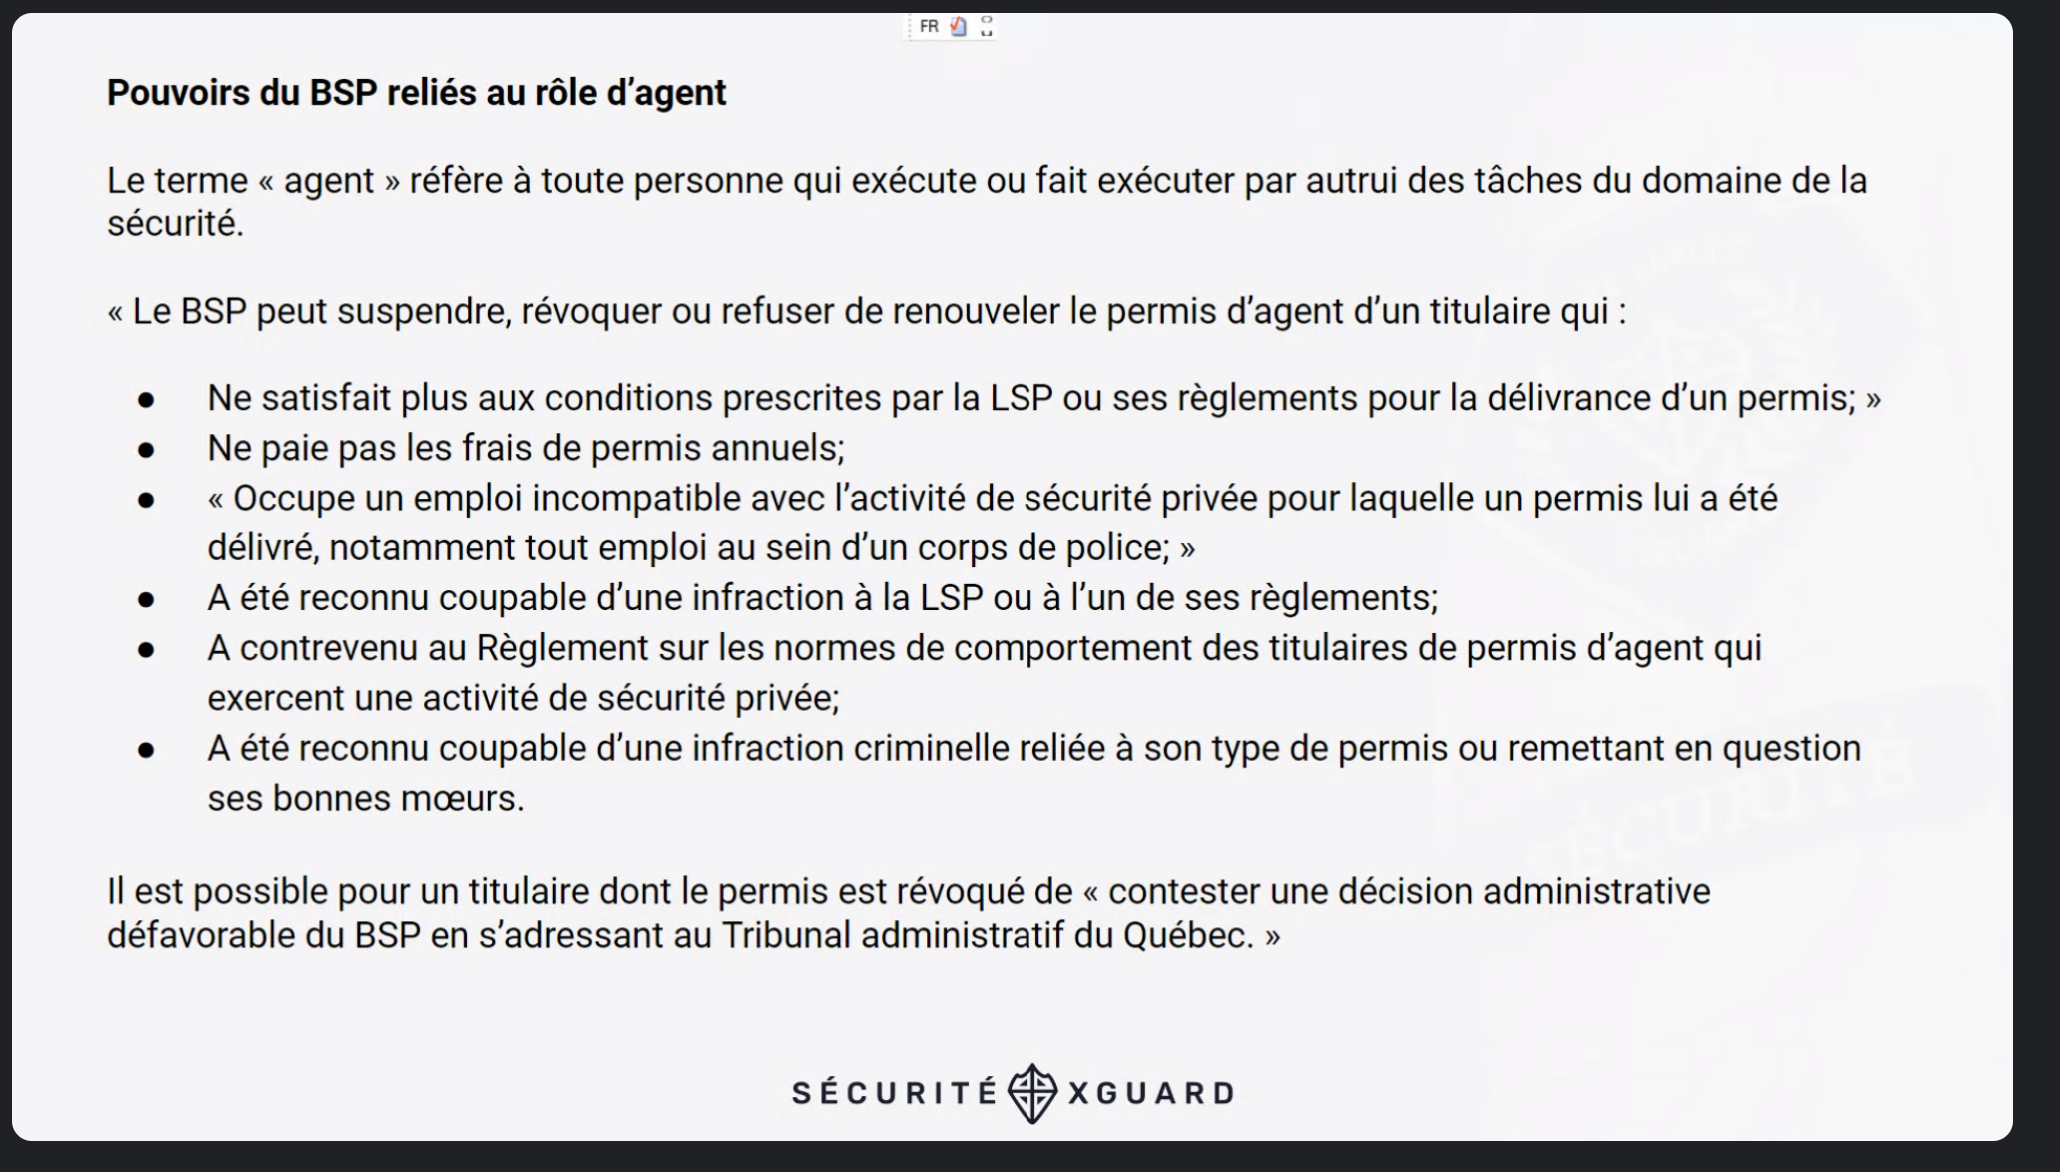 FR
Pouvoirs du BSP reliés au rôle d’agent
Le terme « agent » réfère à toute personne qui exécute ou fait exécuter par autrui des tâches du domaine de la
sécurité.
« Le BSP peut suspendre, révoquer ou refuser de renouveler le permis d’agent d’un titulaire qui :
● Ne satisfait plus aux conditions prescrites par la LSP ou ses règlements pour la délivrance d’un permis; »
● Ne paie pas les frais de permis annuels;
● « Occupe un emploi incompatible avec l’activité de sécurité privée pour laquelle un permis lui a été
délivré, notamment tout emploi au sein d’un corps de police; »
● A été reconnu coupable d’une infraction à la LSP ou à l’un de ses règlements;
● A contrevenu au Règlement sur les normes de comportement des titulaires de permis d’agent qui
exercent une activité de sécurité privée;
● A été reconnu coupable d’une infraction criminelle reliée à son type de permis ou remettant en question
ses bonnes mœurs.
Il est possible pour un titulaire dont le permis est révoqué de « contester une décision administrative
défavorable du BSP en s’adressant au Tribunal administratif du Québec. »
SÉCURITÉ
SÉCURITÉ XGUARD